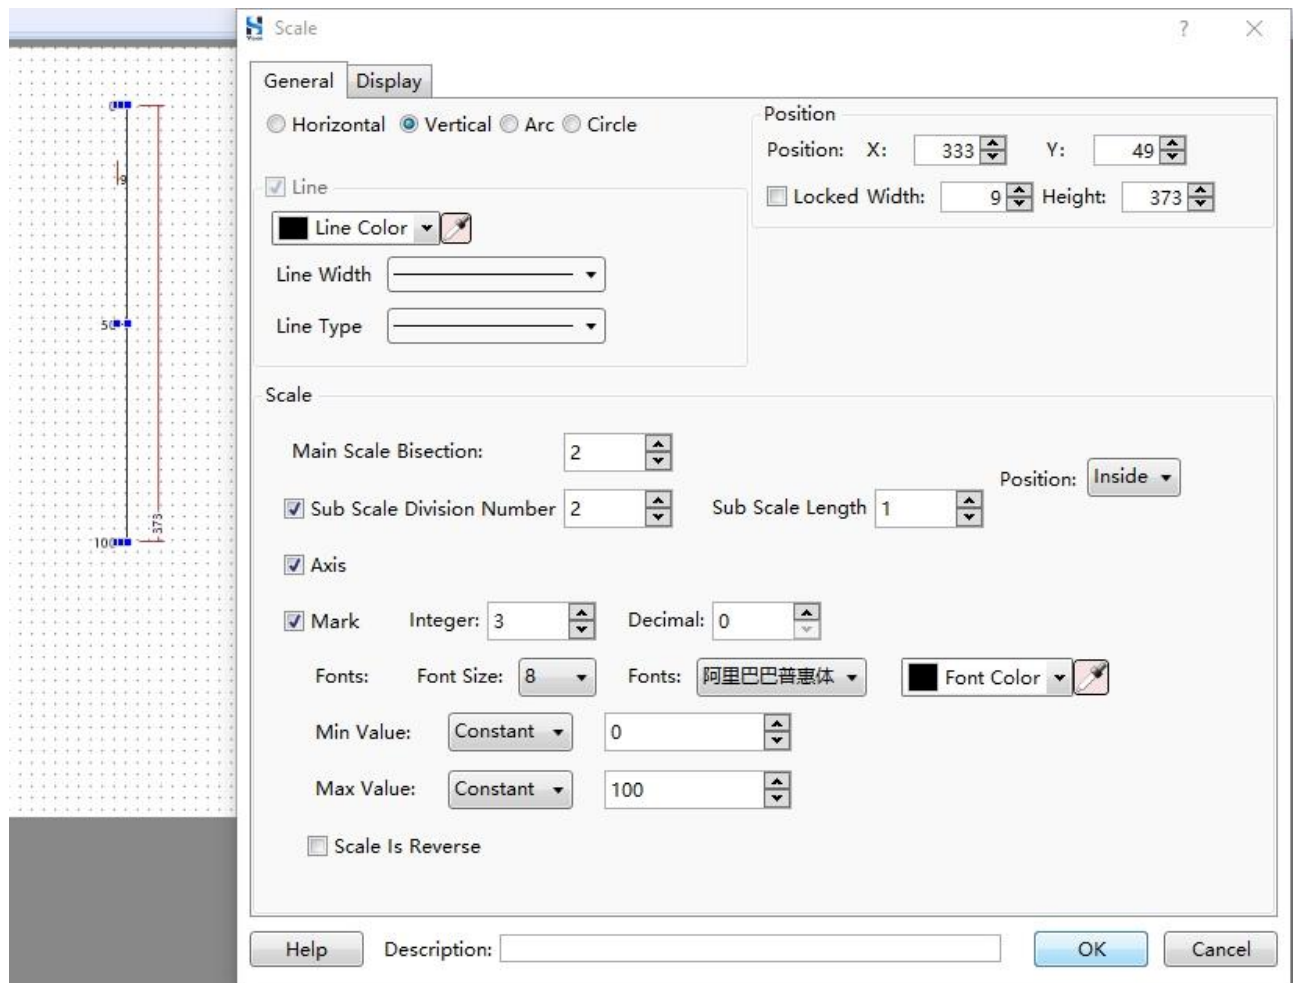 Scale
General Display
Horizontal Vertical Arc Circle
Position
Position: X: 333 Y: 49
Locked Width: 9 Height: 373
Line
Line Color
Line Width
Line Type
Scale
Main Scale Bisection: 2
Position: Inside
Sub Scale Division Number 2 Sub Scale Length 1
Axis
Mark Integer: 3 Decimal: 0
Fonts: Font Size: 8 Fonts: 阿里巴巴普惠体 Font Color
Min Value: Constant 0
Max Value: Constant 100
Scale Is Reverse
Help Description: OK Cancel
0
9
50
373
100